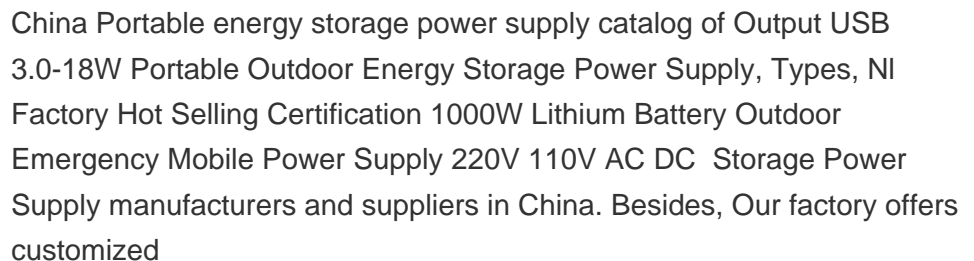 China Portable energy storage power supply catalog of Output USB
3.0-18W Portable Outdoor Energy Storage Power Supply, Types, Nl
Factory Hot Selling Certification 1000W Lithium Battery Outdoor
Emergency Mobile Power Supply 220V 110V AC DC  Storage Power
Supply manufacturers and suppliers in China. Besides, Our factory offers
customized